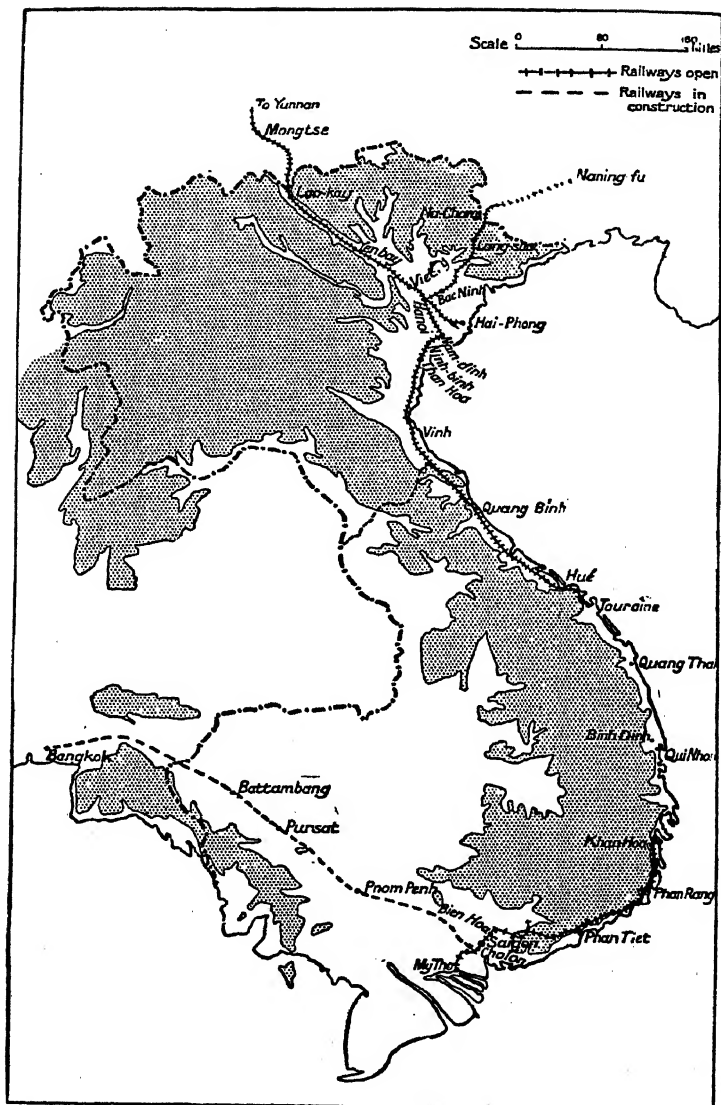 Scale 0 80 160 Miles
Railways open
Railways in
construction
To Yunnan
Mongtse
Lao-kay
Naning fu
Na-Cham
Lang-son
Yen bay
Viet
Bac Ninh
Hanoi
Hai-Phong
Nam-dinh
Ninh-binh
Than Hoa
Vinh
Quang Binh
Hué
Touraine
Quang Thai
Binh Dinh
Qui Nhon
Bangkok
Battambang
Pursat
Khan Hoa
Pnom Penh
Phan Rang
Bien Hoa
Saigon
Cholon
Phan Tiet
My Tho